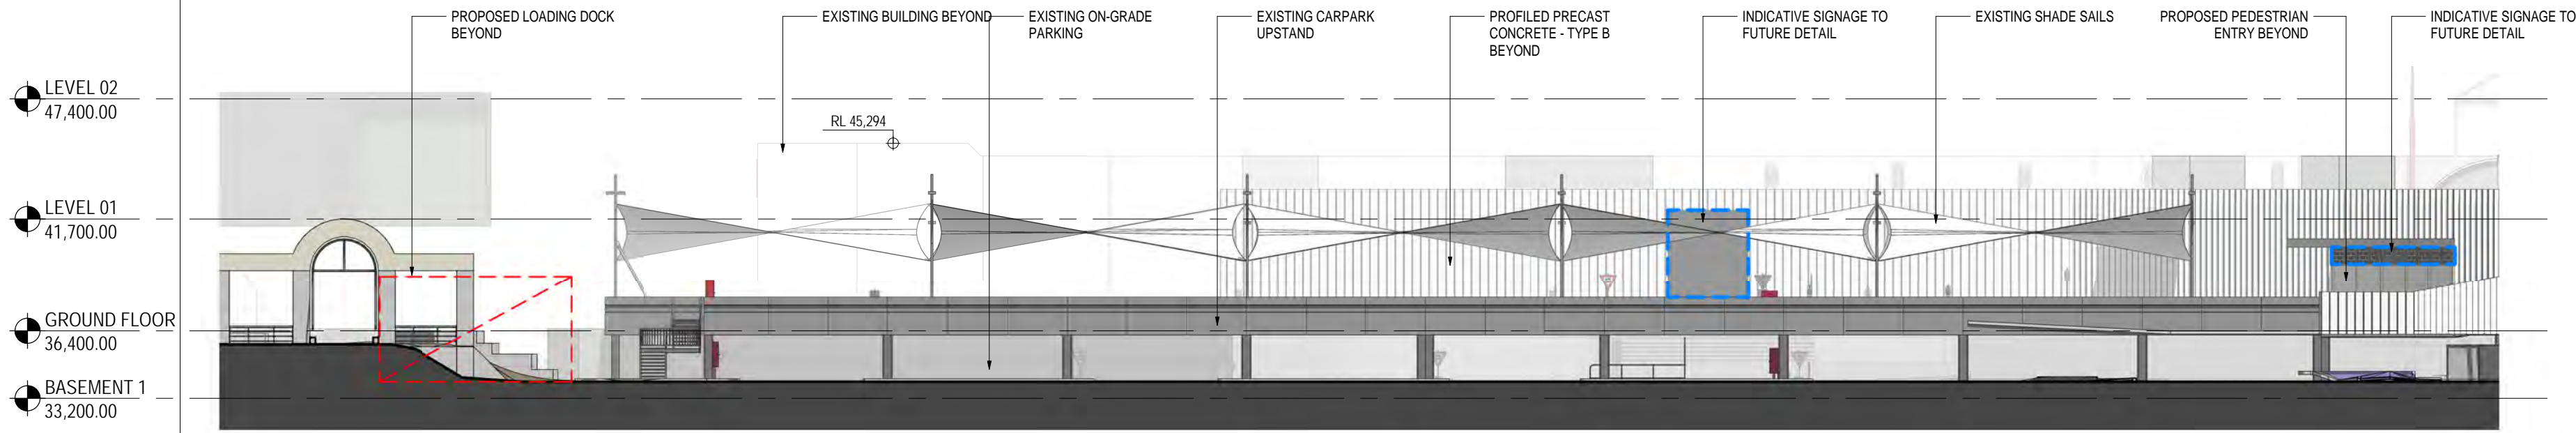 PROPOSED LOADING DOCK
BEYOND
EXISTING BUILDING BEYOND
EXISTING ON-GRADE
PARKING
EXISTING CARPARK
UPSTAND
PROFILED PRECAST
CONCRETE - TYPE B
BEYOND
INDICATIVE SIGNAGE TO
FUTURE DETAIL
EXISTING SHADE SAILS
PROPOSED PEDESTRIAN
ENTRY BEYOND
INDICATIVE SIGNAGE TO
FUTURE DETAIL
LEVEL 02
47,400.00
RL 45,294
LEVEL 01
41,700.00
GROUND FLOOR
36,400.00
BASEMENT 1
33,200.00